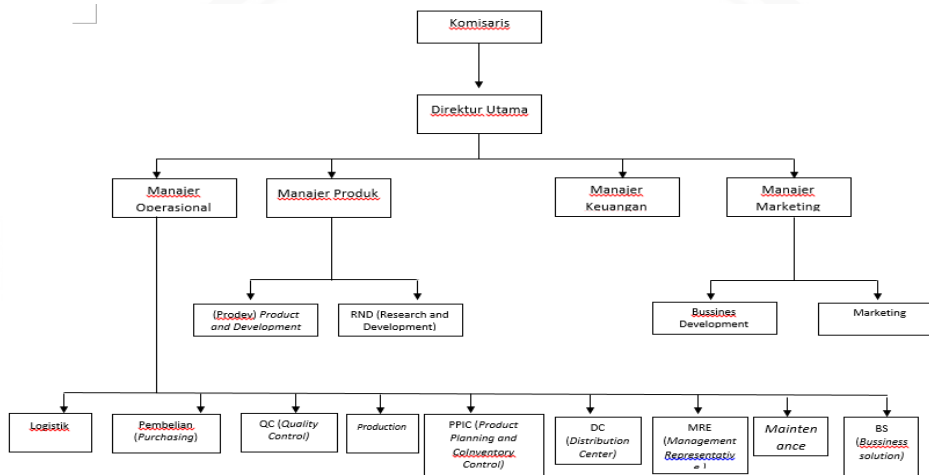 Komisaris
Direktur Utama
Manajer
Operasional
Manajer Produk
Manajer
Keuangan
Manajer
Marketing
(Prodev) Product
and Development
RND (Research and
Development)
Bussines
Development
Marketing
Logistik
Pembelian
(Purchasing)
QC (Quality
Control)
Production
PPIC (Product
Planning and
CoInventory
Control)
DC
(Distribution
Center)
MRE
(Management
Representativ
e)
Mainten
ance
BS
(Bussiness
solution)